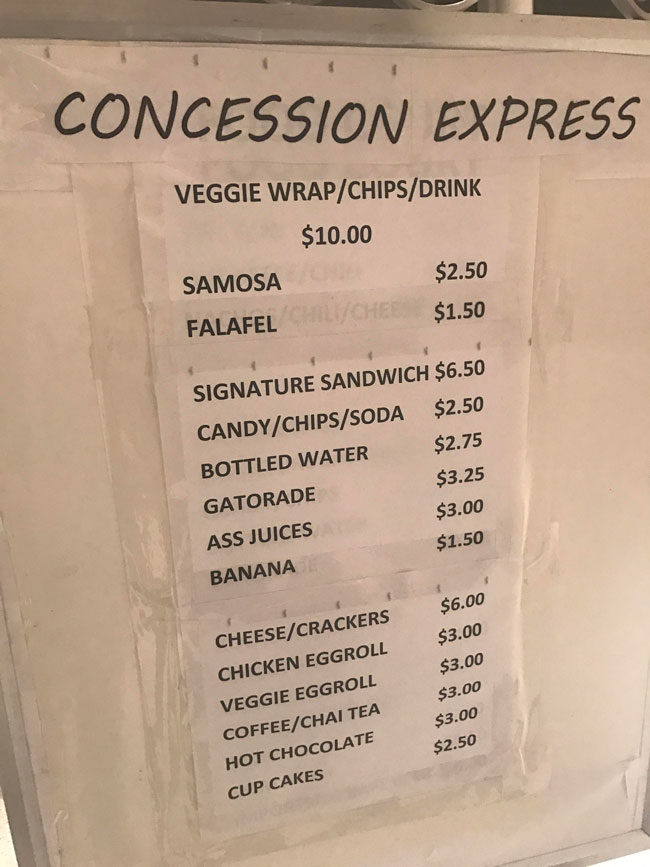 CONCESSION EXPRESS
VEGGIE WRAP/CHIPS/DRINK
$10.00
SAMOSA $2.50
FALAFEL $1.50
SIGNATURE SANDWICH $6.50
CANDY/CHIPS/SODA $2.50
BOTTLED WATER $2.75
GATORADE $3.25
ASS JUICES $3.00
BANANA $1.50
CHEESE/CRACKERS $6.00
CHICKEN EGGROLL $3.00
VEGGIE EGGROLL $3.00
COFFEE/CHAI TEA $3.00
HOT CHOCOLATE $3.00
CUP CAKES $2.50